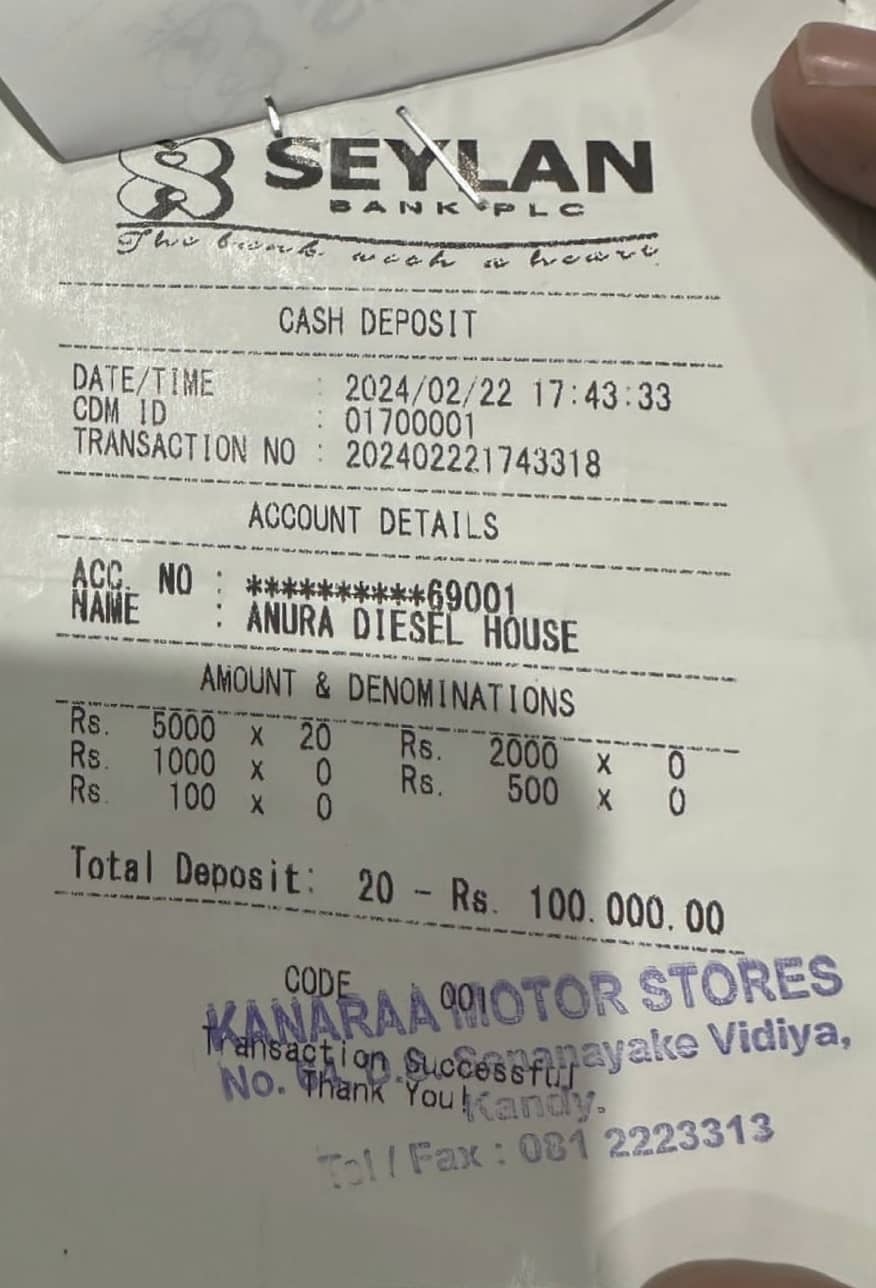 SEYLAN
BANK PLC
The bank with a heart
CASH DEPOSIT
DATE/TIME : 2024/02/22 17:43:33
CDM ID : 01700001
TRANSACTION NO : 202402221743318
ACCOUNT DETAILS
ACC. NO : **********69001
NAME : ANURA DIESEL HOUSE
AMOUNT & DENOMINATIONS
Rs. 5000 x 20 Rs. 2000 x 0
Rs. 1000 x 0 Rs. 500 x 0
Rs. 100 x 0
Total Deposit: 20 - Rs. 100.000.00
CODE 001
KANARAA MOTOR STORES
Transaction Successful
No. D.S. Senanayake Vidiya,
Thank You!
Kandy.
Tel / Fax : 081 2223313